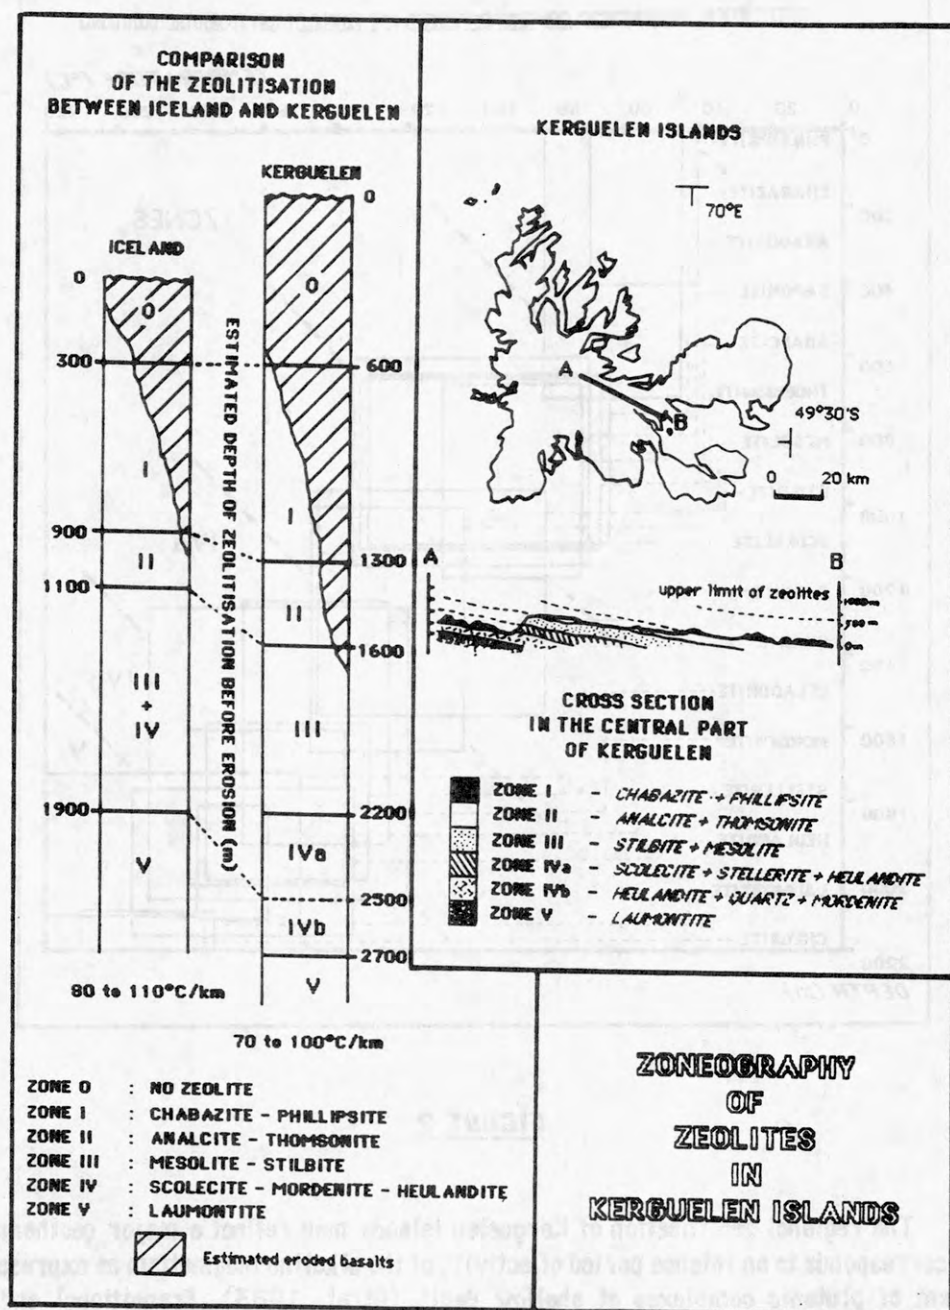 COMPARISON
OF THE ZEOLITISATION
BETWEEN ICELAND AND KERGUELEN
KERGUELEN
0
ICELAND
0
0
0
ESTIMATED DEPTH OF ZEOLITISATION BEFORE EROSION (m)
300
600
I
I
900
1300
II
1100
II
1600
III
+
IV
III
1900
2200
V
IVa
2500
IVb
2700
V
80 to 110°C/km
70 to 100°C/km
KERGUELEN ISLANDS
70°E
A
B
49°30'S
0
20 km
A
B
upper limit of zeolites
1000m
500m
0m
CROSS SECTION
IN THE CENTRAL PART
OF KERGUELEN
ZONE I - CHABAZITE - PHILLIPSITE
ZONE II - ANALCITE + THOMSONITE
ZONE III - STILBITE + MESOLITE
ZONE IVa - SCOLECITE + STELLERITE + HEULANDITE
ZONE IVb - HEULANDITE + QUARTZ + MORDENITE
ZONE V - LAUMONTITE
ZONE 0 : NO ZEOLITE
ZONE I : CHABAZITE - PHILLIPSITE
ZONE II : ANALCITE - THOMSONITE
ZONE III : MESOLITE - STILBITE
ZONE IV : SCOLECITE - MORDENITE - HEULANDITE
ZONE V : LAUMONTITE
Estimated eroded basalts
ZONEOGRAPHY
OF
ZEOLITES
IN
KERGUELEN ISLANDS